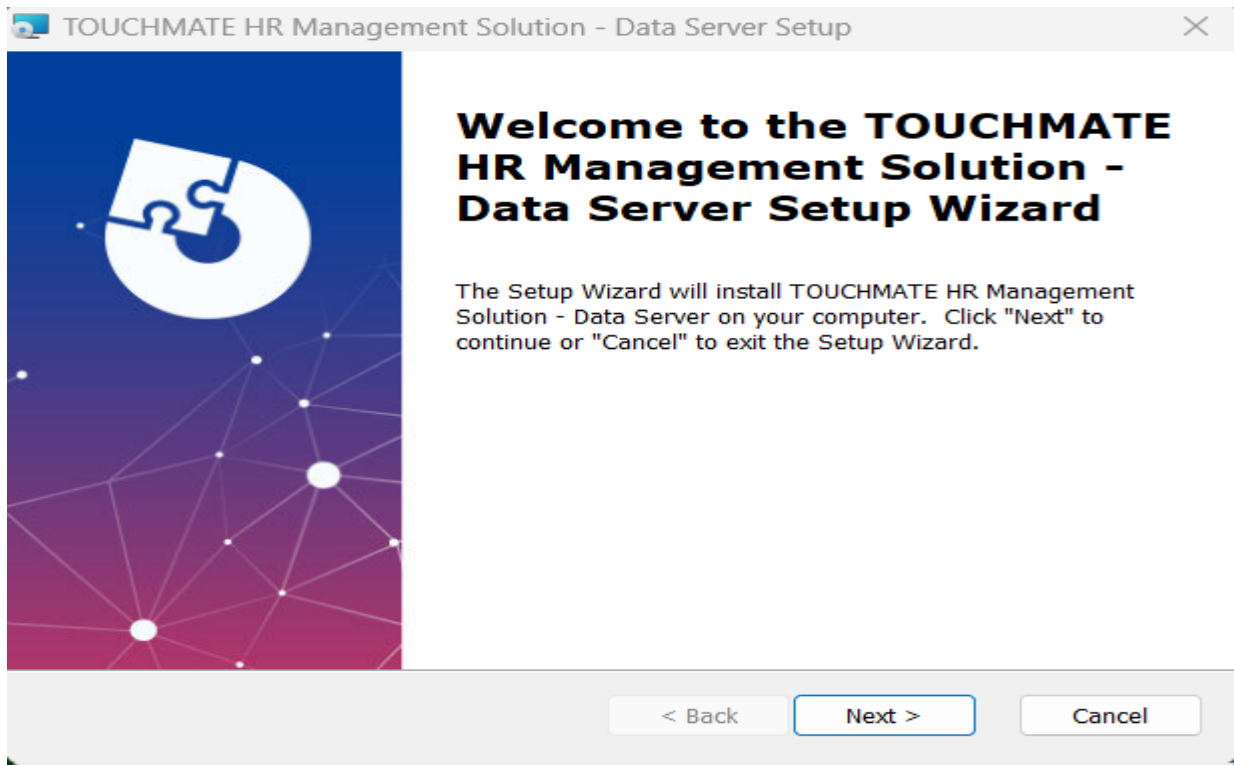 TOUCHMATE HR Management Solution - Data Server Setup
Welcome to the TOUCHMATE
HR Management Solution -
Data Server Setup Wizard
The Setup Wizard will install TOUCHMATE HR Management
Solution - Data Server on your computer. Click "Next" to
continue or "Cancel" to exit the Setup Wizard.
< Back
Next >
Cancel